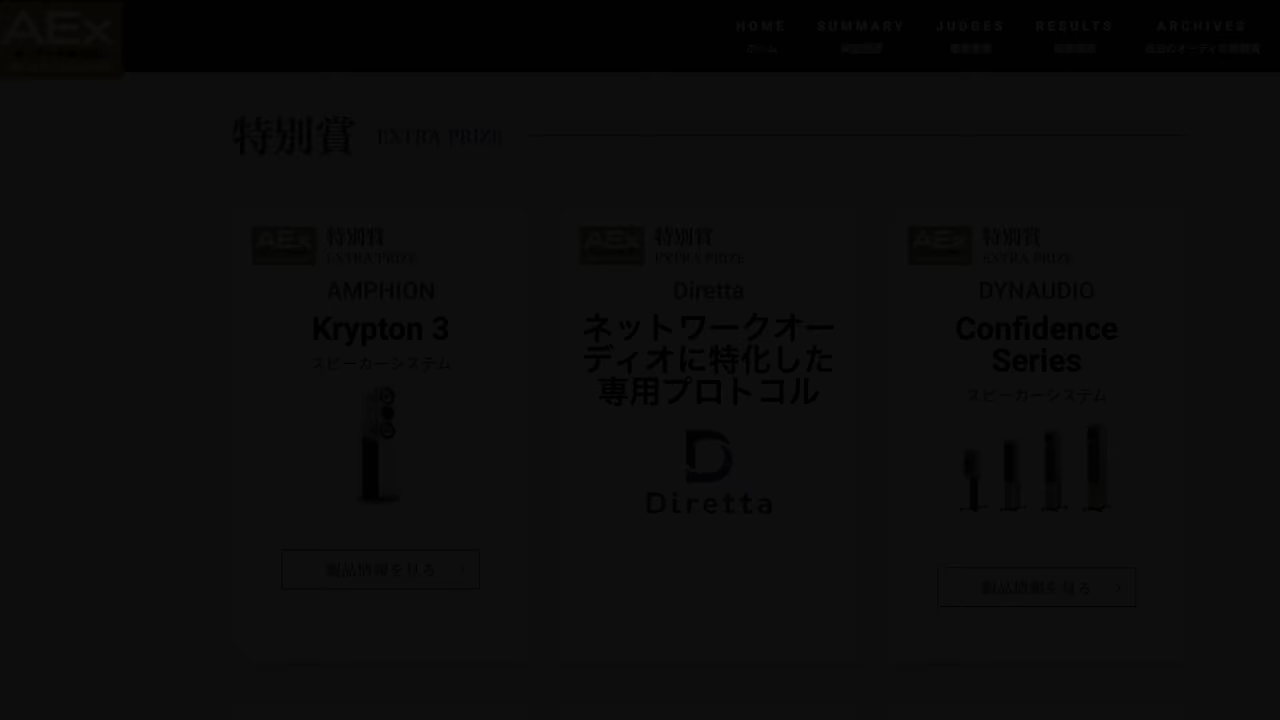 AEx
HOME
SUMMARY
JUDGES
RESULTS
ARCHIVES
ホーム
特別賞 EXTRA PRIZE
AEx
特別賞
EXTRA PRIZE
AMPHION
Krypton 3
スピーカーシステム
製品情報を見る
AEx
特別賞
EXTRA PRIZE
Diretta
ネットワークオー
ディオに特化した
専用プロトコル
Diretta
AEx
特別賞
EXTRA PRIZE
DYNAUDIO
Confidence
Series
スピーカーシステム
製品情報を見る